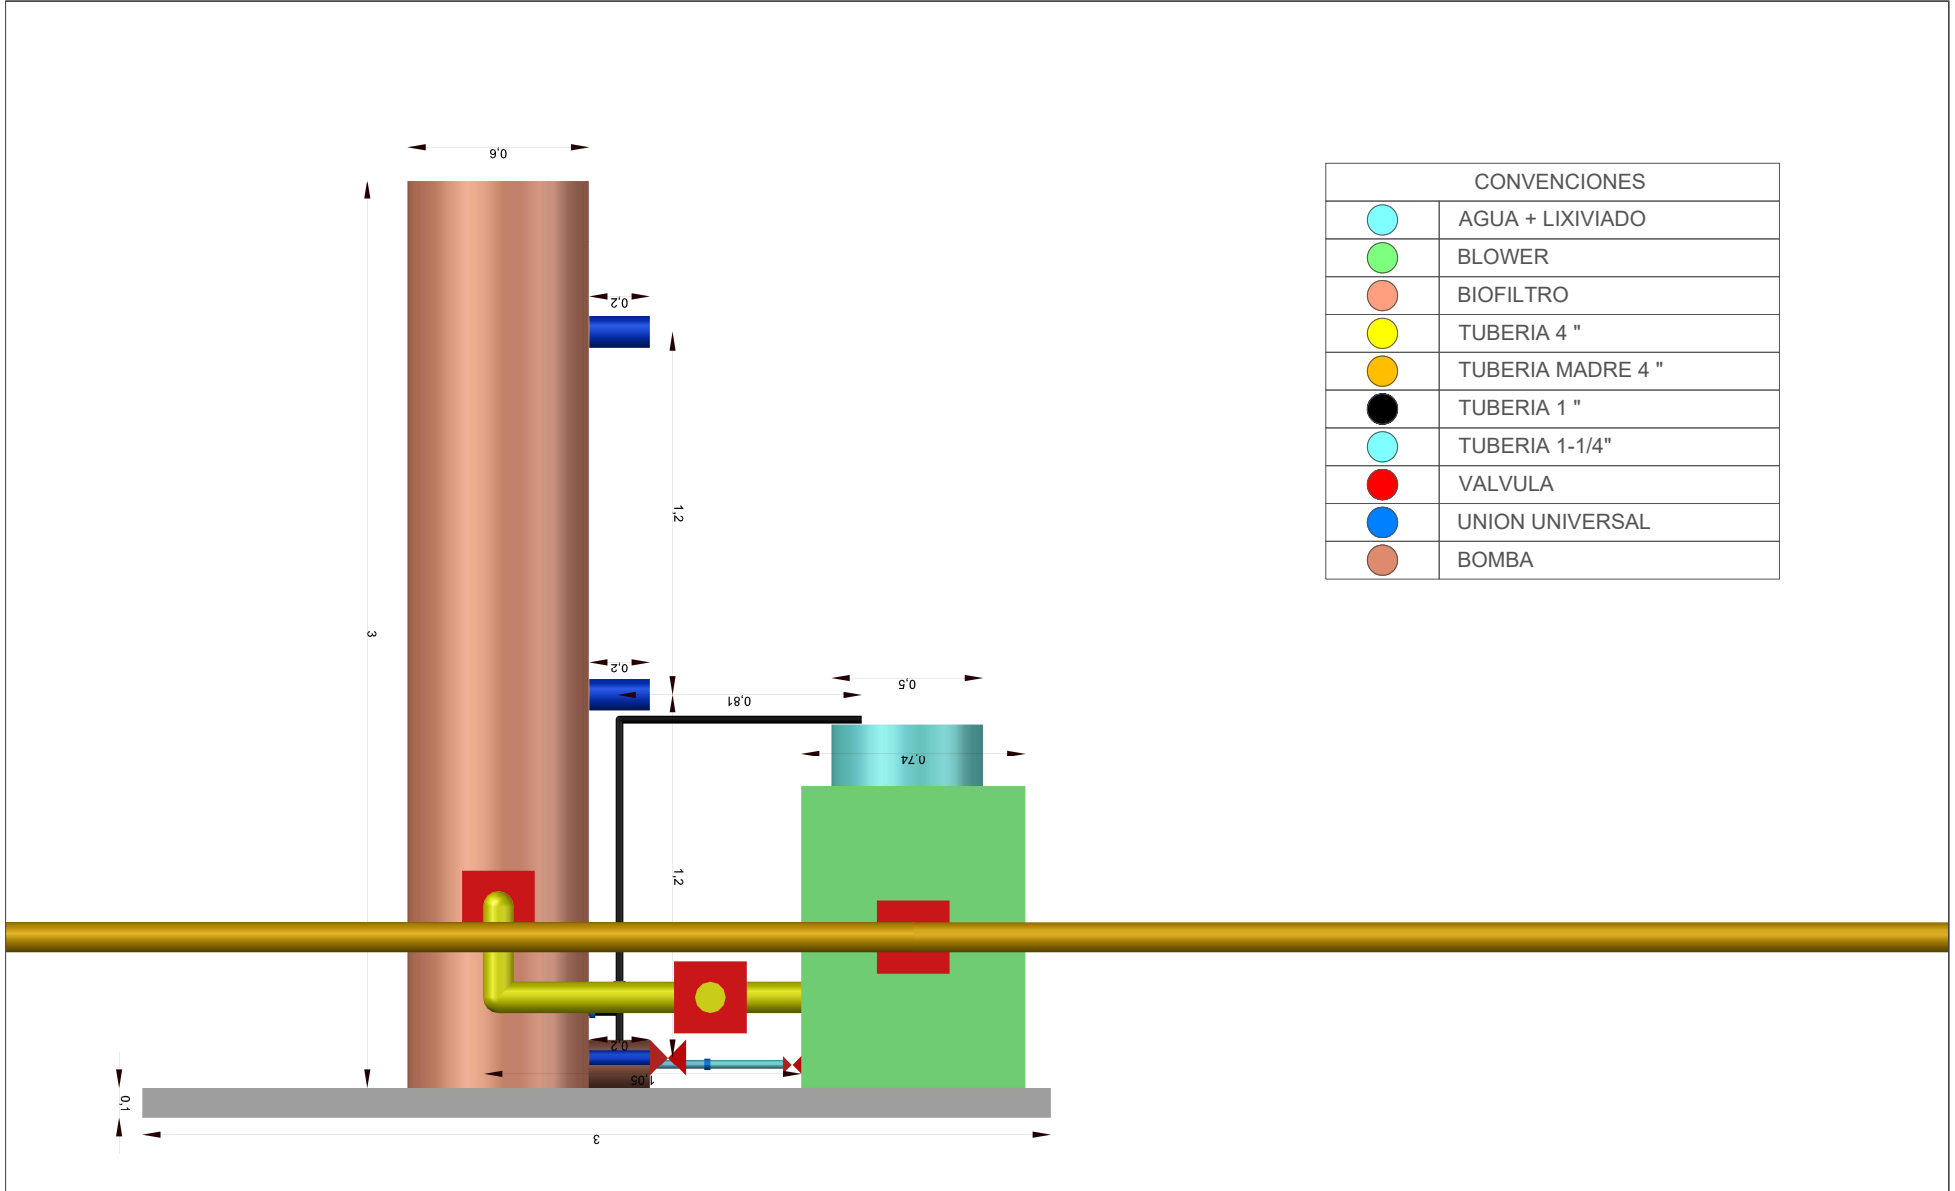 0,6
CONVENCIONES
AGUA + LIXIVIADO
BLOWER
BIOFILTRO
TUBERIA 4 "
TUBERIA MADRE 4 "
TUBERIA 1 "
TUBERIA 1-1/4"
VALVULA
UNION UNIVERSAL
BOMBA
0,2
1,2
3
0,2
0,5
0,81
0,74
1,2
0,2
1,05
0,1
3